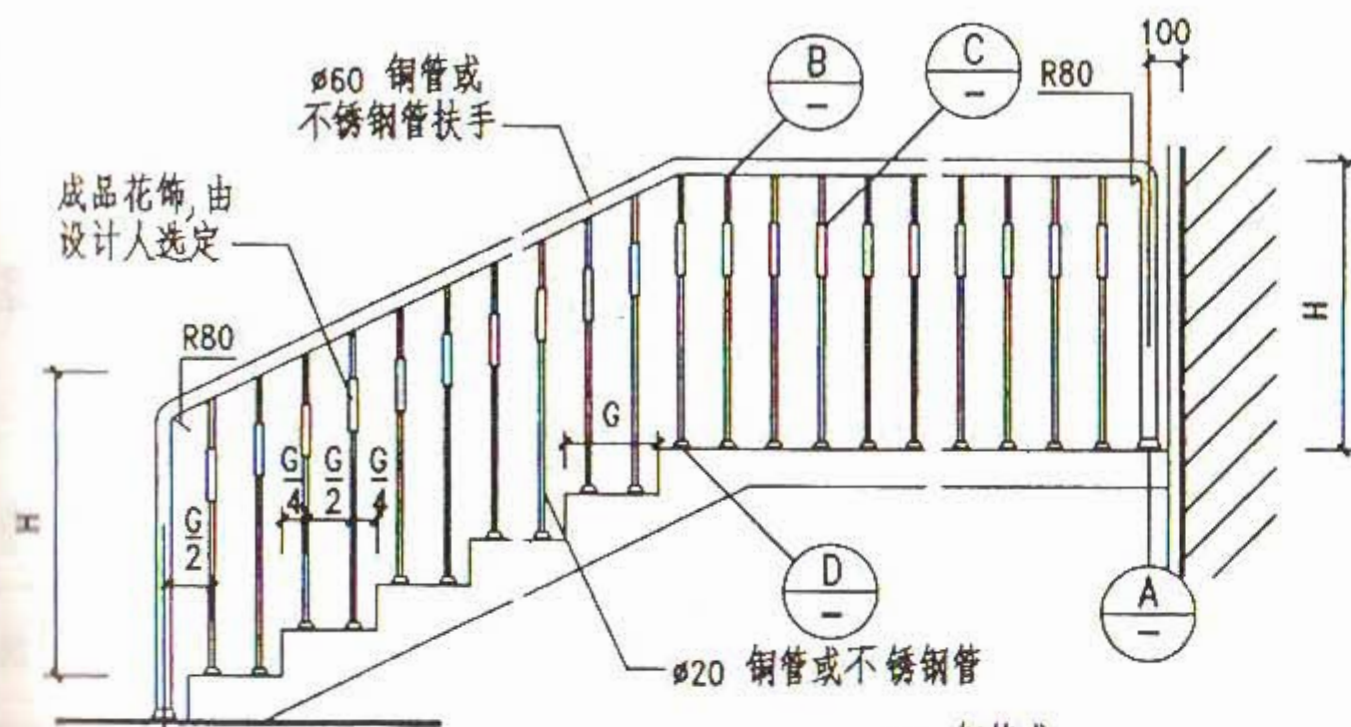 100
B
–
C
–
R80
ø60 铜管或
不锈钢管扶手
成品花饰,由
设计人选定
R80
H
H
G
G/4
G/2
G/4
G/2
D
–
A
–
ø20 铜管或不锈钢管